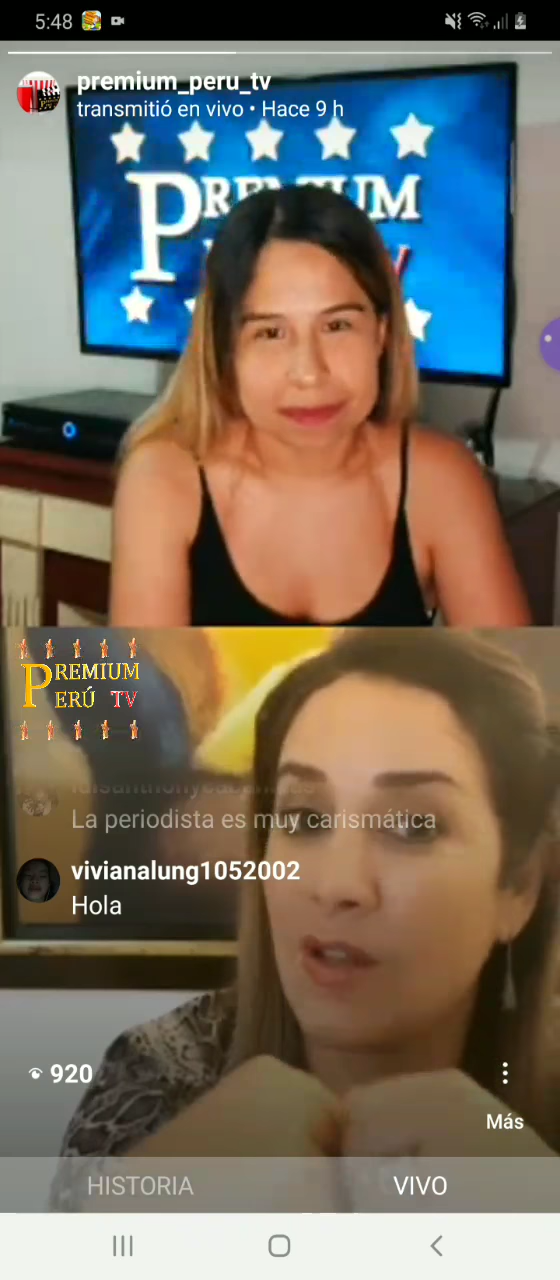 5:48
premium_peru_tv
transmitió en vivo • Hace 9 h
PREMIUM
PREMIUM
PERÚ TV
La periodista es muy carismática
vivianalung1052002
Hola
920
Más
HISTORIA
VIVO